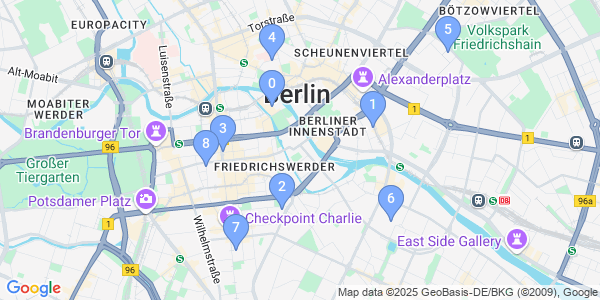 EUROPACITY
Torstraße
BÖTZOWVIERTEL
4
5
Volkspark
Friedrichshain
SCHEUNENVIERTEL
Luisenstraße
Alt-Moabit
Alexanderplatz
0
Berlin
MOABITER
WERDER
1
BERLINER
INNENSTADT
1
Brandenburger Tor
3
96
8
FRIEDRICHSWERDER
Großer
Tiergarten
2
Potsdamer Platz
6
96a
1
Checkpoint Charlie
7
Wilhelmstraße
East Side Gallery
96
Google
Map data ©2025 GeoBasis-DE/BKG (©2009), Google